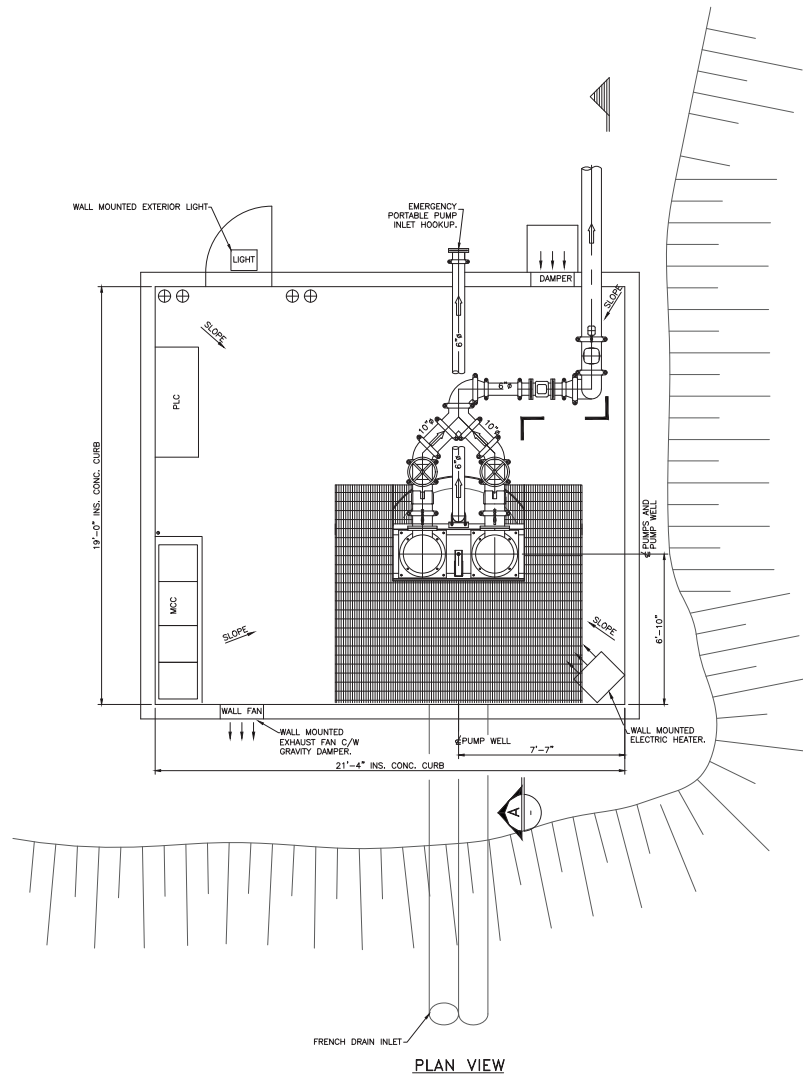 WALL MOUNTED EXTERIOR LIGHT
LIGHT
EMERGENCY
PORTABLE PUMP
INLET HOOKUP.
DAMPER
SLOPE
SLOPE
6"ø
6"ø
PLC
10"ø
10"ø
6"ø
19'-0" INS. CONC. CURB
℄ PUMPS AND
PUMP WELL
MCC
SLOPE
SLOPE
6'-10"
WALL FAN
WALL MOUNTED
EXHAUST FAN C/W
GRAVITY DAMPER.
℄ PUMP WELL
WALL MOUNTED
ELECTRIC HEATER.
7'-7"
21'-4" INS. CONC. CURB
A
-
FRENCH DRAIN INLET
PLAN VIEW